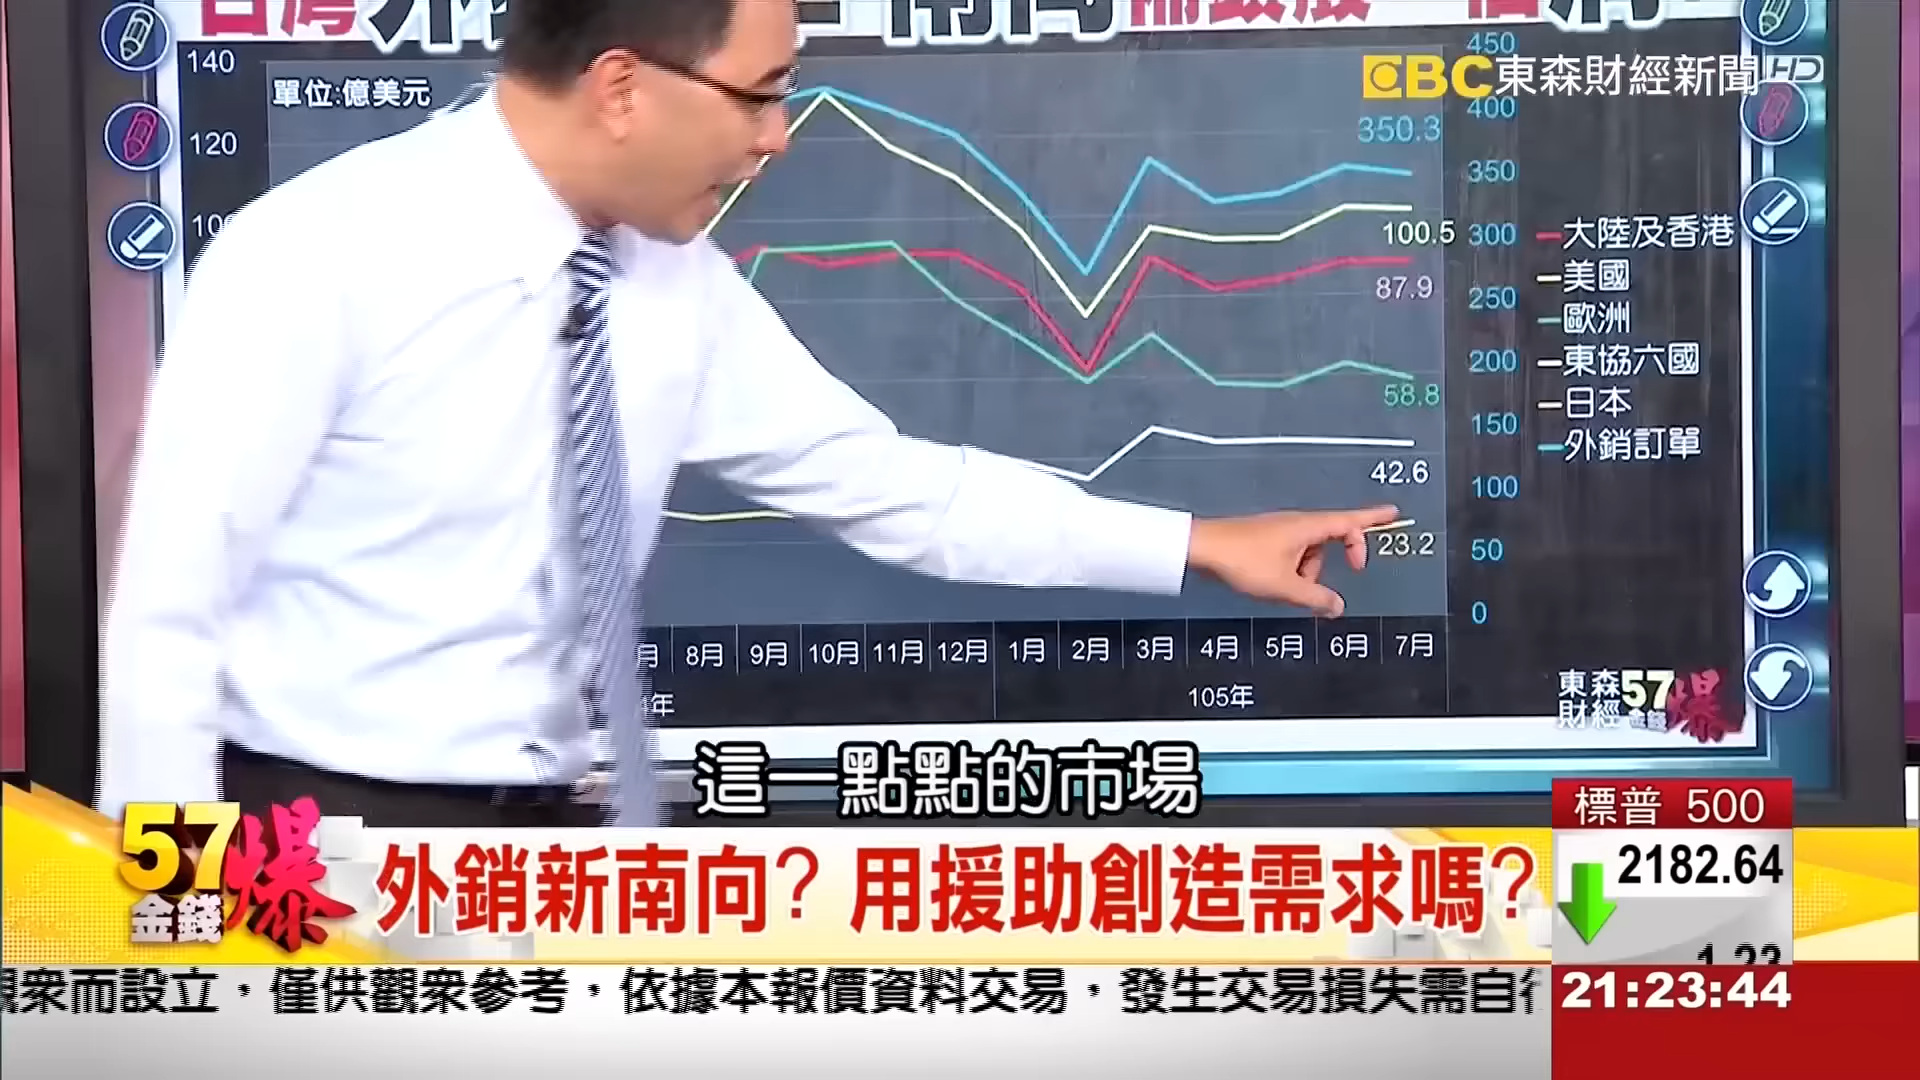 單位:億美元
EBC 東森財經新聞 HD
140
120
450
400
350
300
250
200
150
100
50
0
350.3
100.5
87.9
58.8
42.6
23.2
大陸及香港
美國
歐洲
東協六國
日本
外銷訂單
8月 9月 10月 11月 12月 1月 2月 3月 4月 5月 6月 7月
年 105年
東森財經 57金錢爆
這一點點的市場
57金錢爆
外銷新南向? 用援助創造需求嗎?
標普 500
2182.64
眾而設立，僅供觀眾參考．依據本報價資料交易，發生交易損失需自行
21:23:44